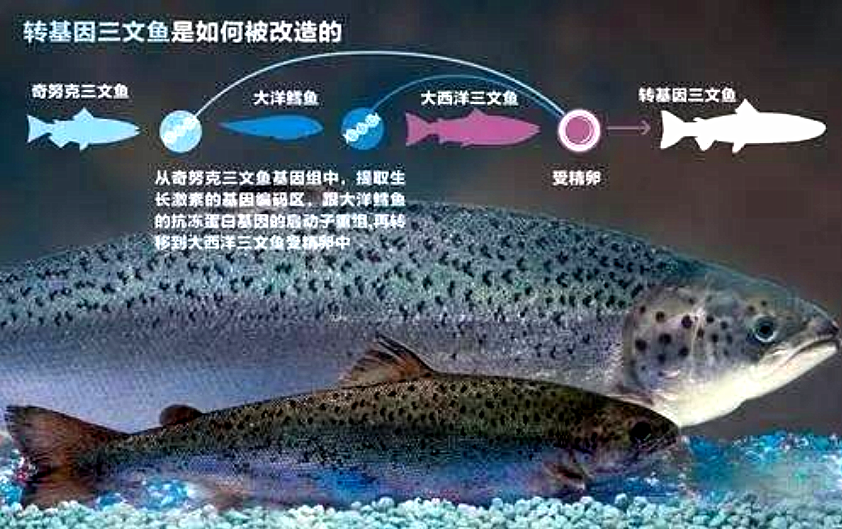 转基因三文鱼是如何被改造的
奇努克三文鱼
大洋鳕鱼
大西洋三文鱼
转基因三文鱼
受精卵
从奇努克三文鱼基因组中，提取生
长激素的基因编码区，跟大洋鳕鱼
的抗冻蛋白基因的启动子重组,再转
移到大西洋三文鱼受精卵中